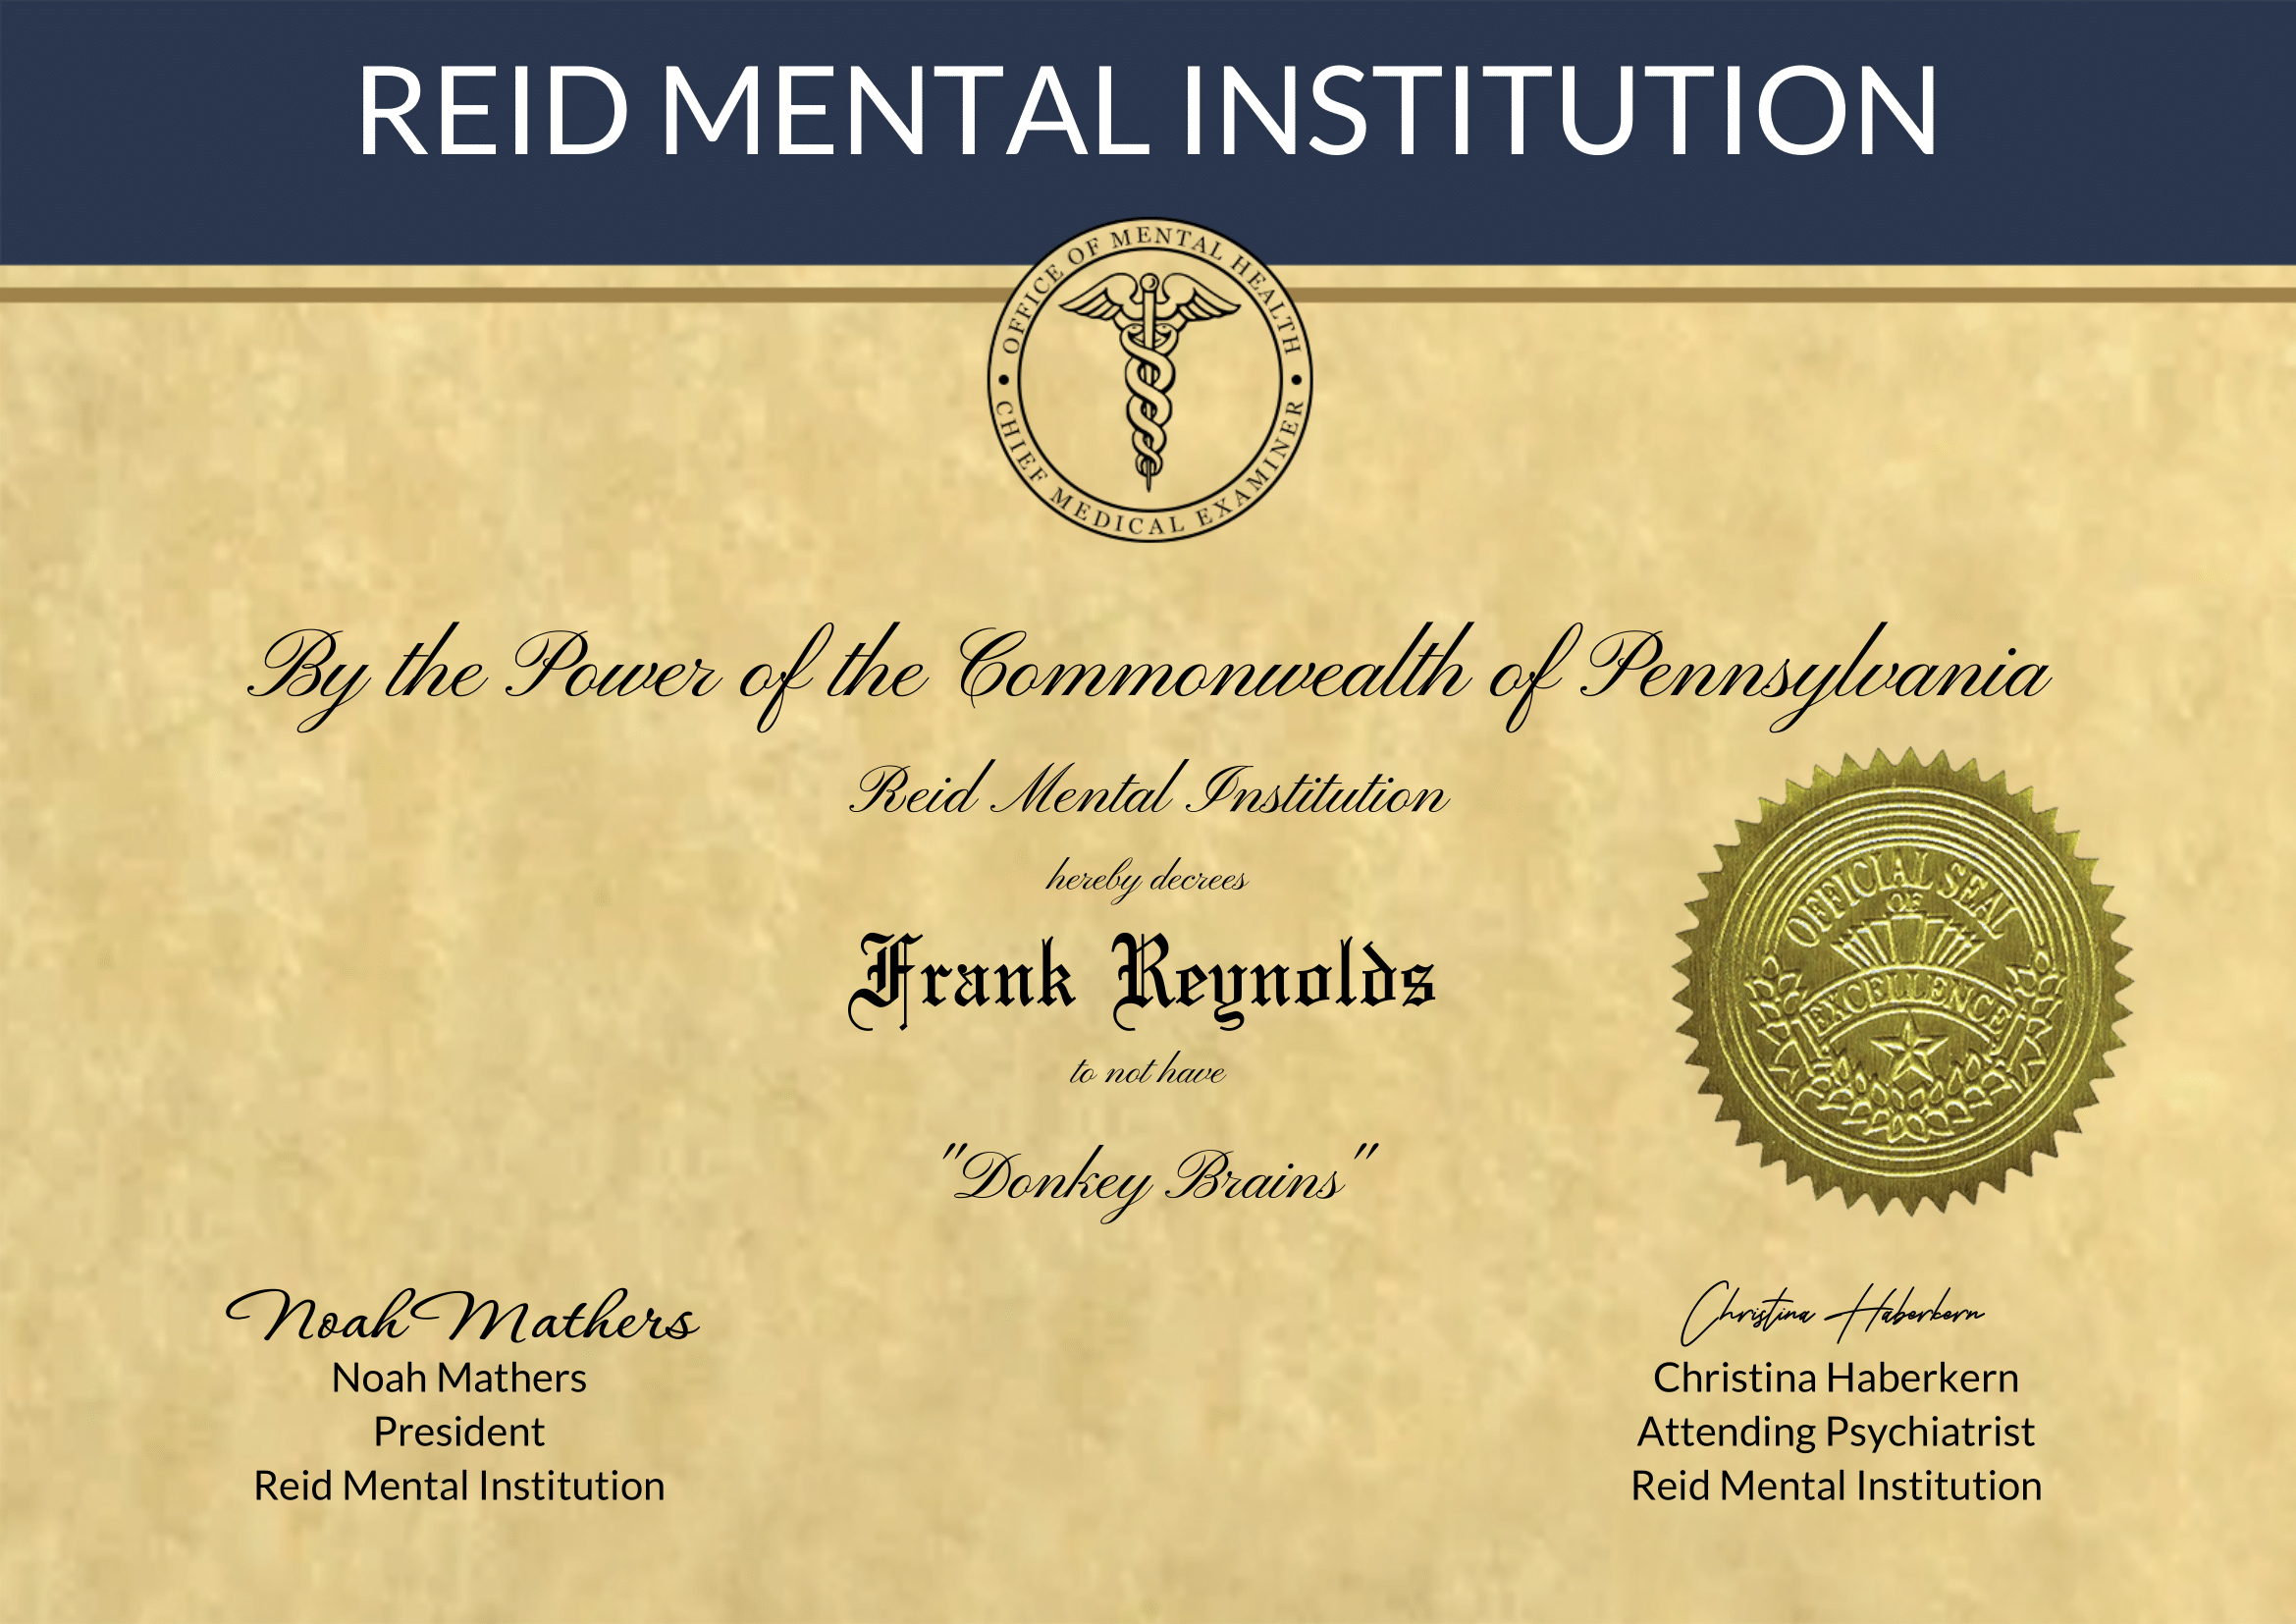 REID MENTAL INSTITUTION
OFFICE OF MENTAL HEALTH
CHIEF MEDICAL EXAMINER
By the Power of the Commonwealth of Pennsylvania
Reid Mental Institution
hereby decrees
Frank Reynolds
to not have
"Donkey Brains"
OFFICIAL SEAL
OF
EXCELLENCE
Noah Mathers
Noah Mathers
President
Reid Mental Institution
Christina Haberkern
Christina Haberkern
Attending Psychiatrist
Reid Mental Institution